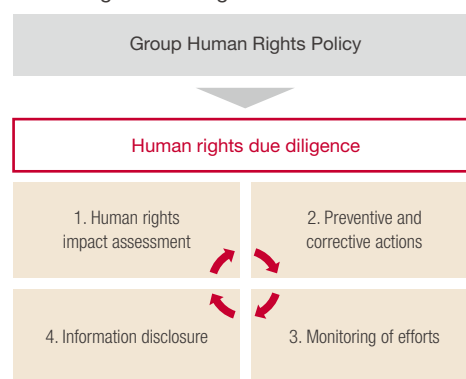 Group Human Rights Policy
Human rights due diligence
1. Human rights
impact assessment
2. Preventive and
corrective actions
4. Information disclosure
3. Monitoring of efforts